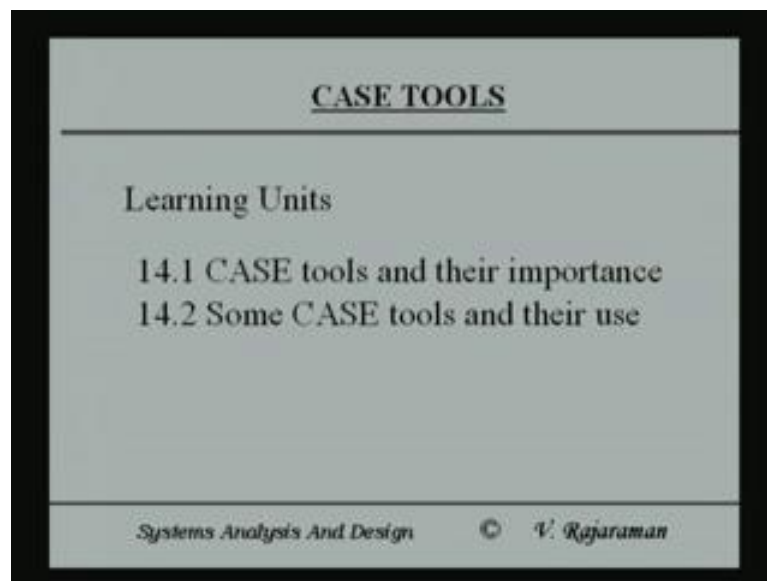 CASE TOOLS
Learning Units
14.1 CASE tools and their importance
14.2 Some CASE tools and their use
Systems Analysis And Design © V. Rajaraman